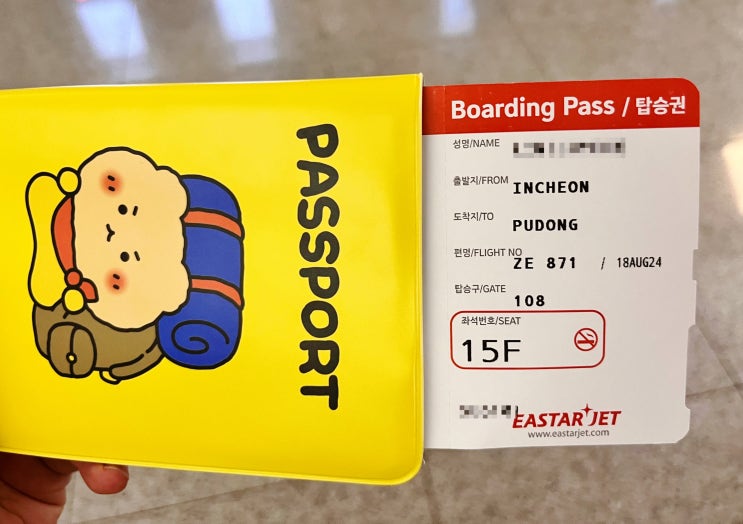 PASSPORT
Boarding Pass / 탑승권
성명/NAME
출발지/FROM INCHEON
도착지/TO PUDONG
편명/FLIGHT NO ZE 871 / 18AUG24
탑승구/GATE 108
좌석번호/SEAT
15F
EASTAR JET
www.eastarjet.com